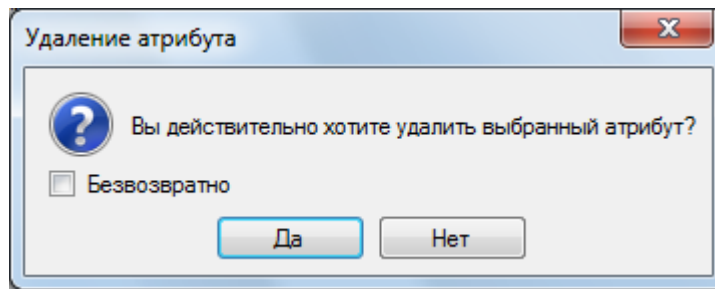 Удаление атрибута
Вы действительно хотите удалить выбранный атрибут?
Безвозвратно
Да Нет